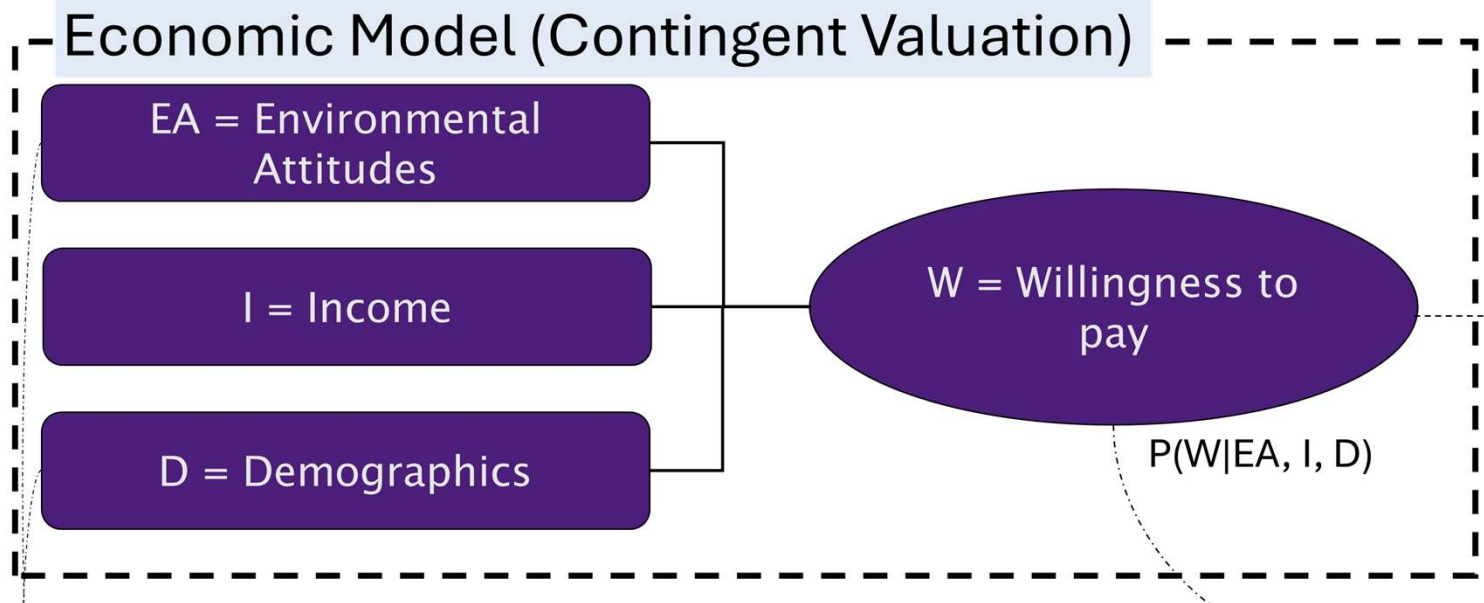 Economic Model (Contingent Valuation)
EA = Environmental
Attitudes
I = Income
D = Demographics
W = Willingness to
pay
P(W|EA, I, D)